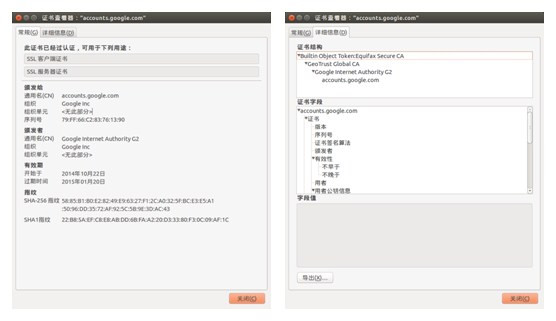 证书查看器："accounts.google.com"
常规(G) 详细信息(D)
此证书已经过认证，可用于下列用途：
SSL 客户端证书
SSL 服务器证书
颁发给
通用名(CN) accounts.google.com
组织 Google Inc
组织单元 <无此部分>
序列号 79:FF:66:C2:83:76:13:90
颁发者
通用名(CN) Google Internet Authority G2
组织 Google Inc
组织单元 <无此部分>
有效期
开始于 2014年10月22日
过期时间 2015年01月20日
指纹
SHA-256 指纹 58:85:B1:B0:E2:82:49:E9:63:27:F1:2C:A0:32:5F:BC:E3:E5:A1
:50:96:DD:35:72:AF:92:5C:5B:9E:3D:AC:43
SHA1指纹 22:B8:5A:EF:C8:E8:AB:DD:6B:FA:A2:20:D3:33:80:F3:0C:09:AF:1C
关闭(C)
证书查看器："accounts.google.com"
常规(G) 详细信息(D)
证书结构
Builtin Object Token:Equifax Secure CA
GeoTrust Global CA
Google Internet Authority G2
accounts.google.com
证书字段
accounts.google.com
证书
版本
序列号
证书签名算法
颁发者
有效性
不早于
不晚于
用者
用者公钥信息
字段值
导出(X)...
关闭(C)